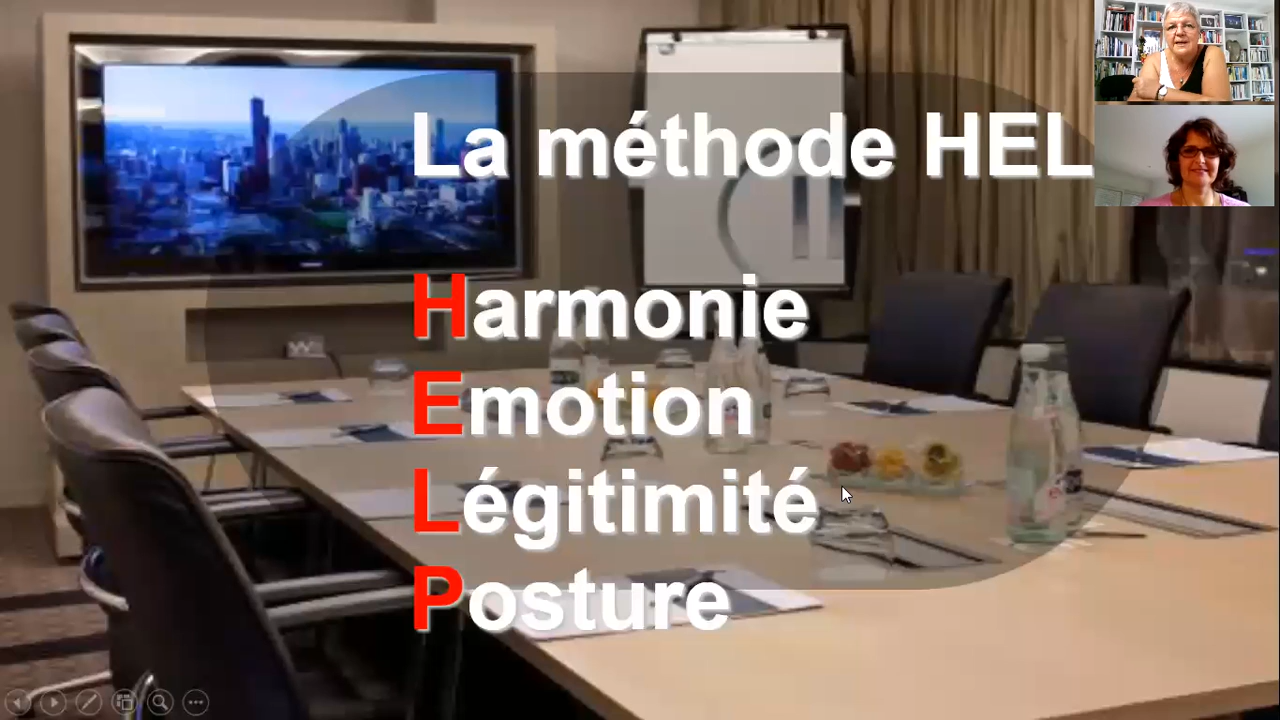 La méthode HEL
Harmonie
Emotion
Légitimité
Posture